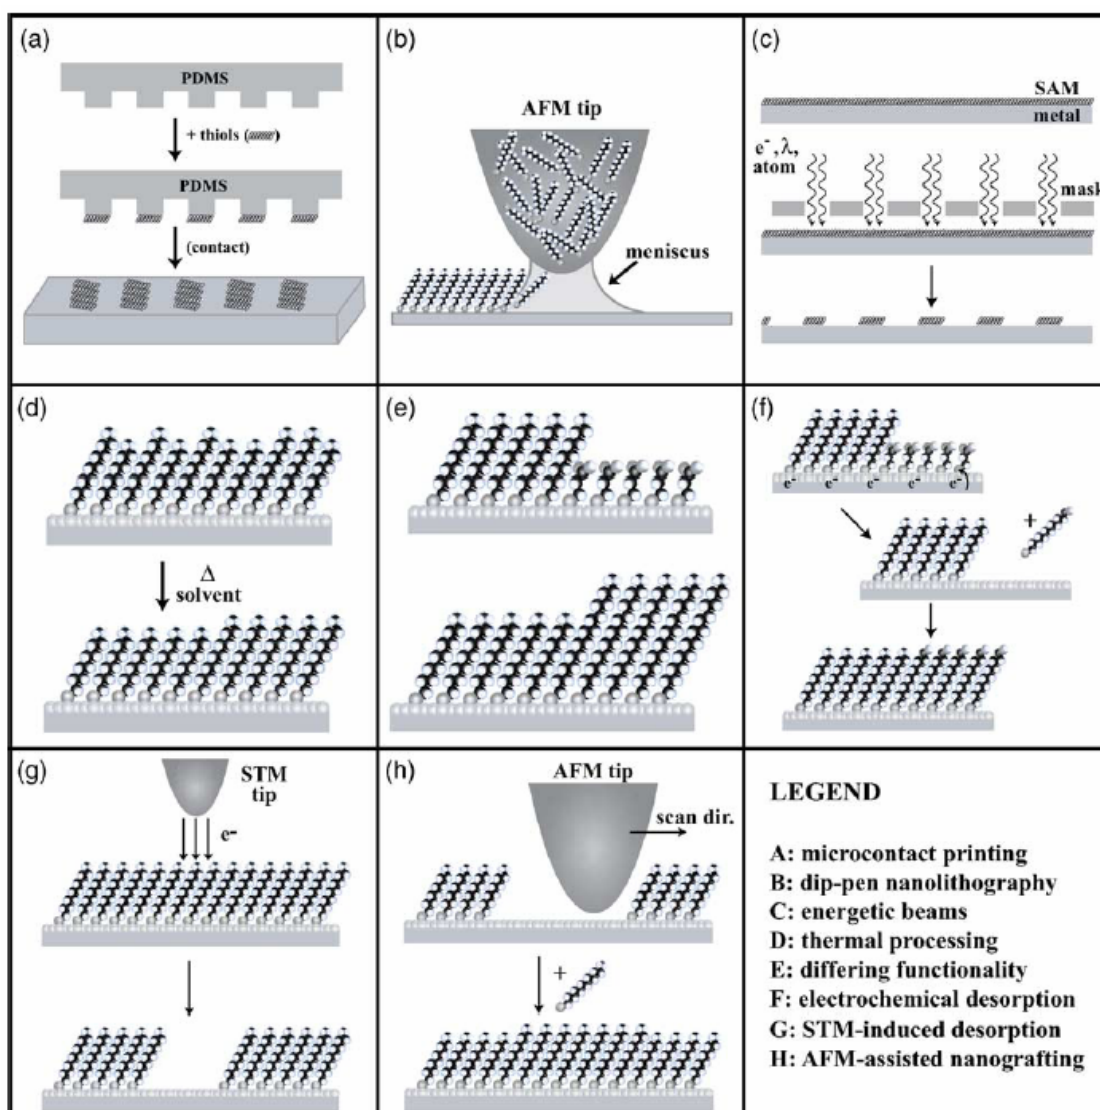 (a)
PDMS
+ thiols (
)
PDMS
(contact)
(b)
AFM tip
meniscus
(c)
SAM
metal
e-, λ,
atom
mask
(d)
Δ
solvent
(e)
(f)
e- e- e- e- e-
+
(g)
STM
tip
e-
(h)
AFM tip
scan dir.
+
LEGEND
A: microcontact printing
B: dip-pen nanolithography
C: energetic beams
D: thermal processing
E: differing functionality
F: electrochemical desorption
G: STM-induced desorption
H: AFM-assisted nanografting